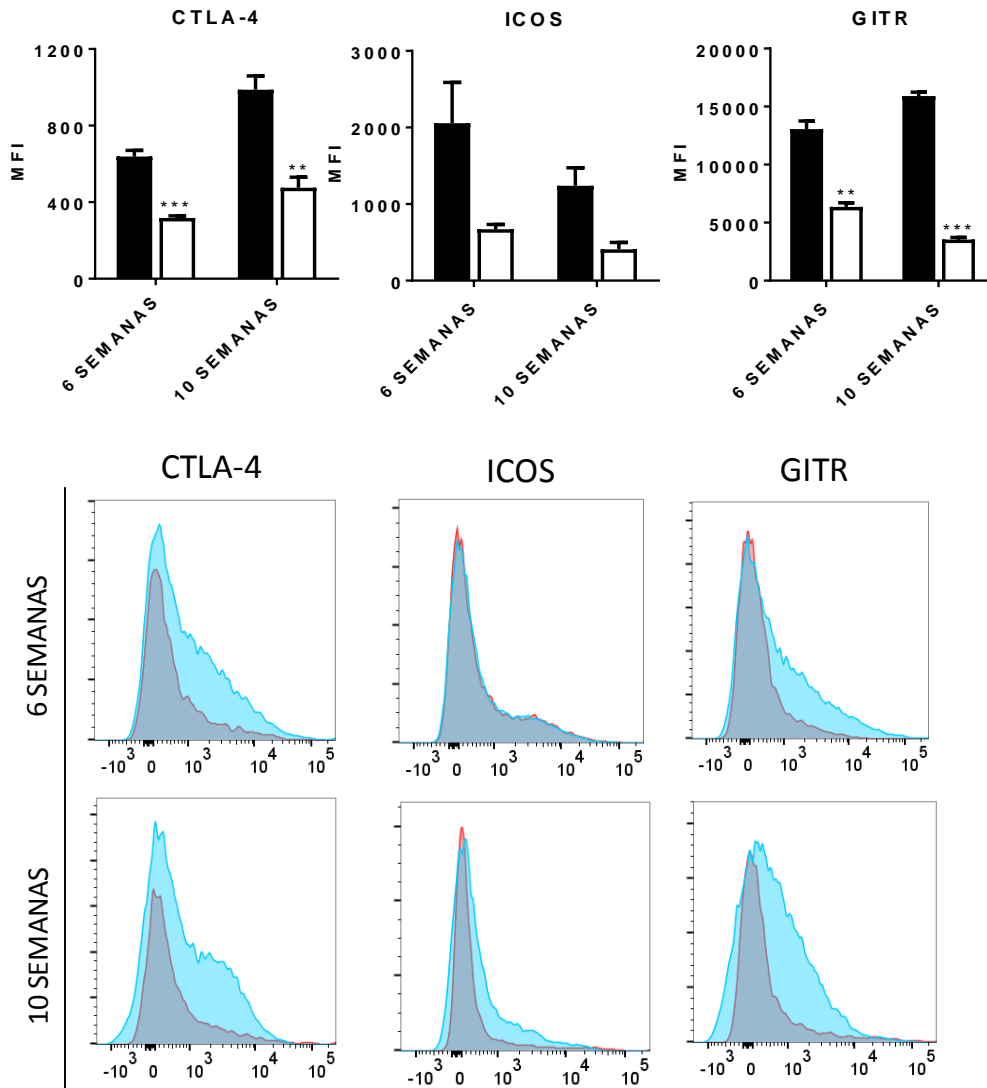 CTLA-4
ICOS
GITR
1200
800
400
0
MFI
***
**
6 SEMANAS
10 SEMANAS
3000
2000
1000
0
MFI
6 SEMANAS
10 SEMANAS
20000
15000
10000
5000
0
MFI
**
***
6 SEMANAS
10 SEMANAS
CTLA-4
ICOS
GITR
6 SEMANAS
-10³ 0 10³ 10⁴ 10⁵
-10³ 0 10³ 10⁴ 10⁵
-10³ 0 10³ 10⁴ 10⁵
10 SEMANAS
-10³ 0 10³ 10⁴ 10⁵
-10³ 0 10³ 10⁴ 10⁵
-10³ 0 10³ 10⁴ 10⁵